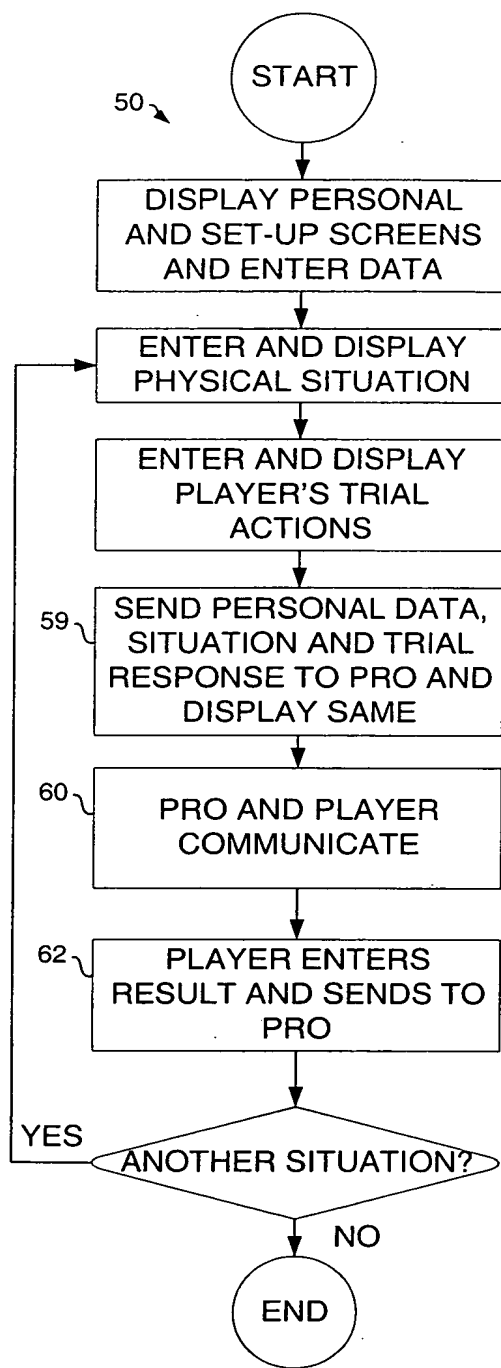 START
50
DISPLAY PERSONAL
AND SET-UP SCREENS
AND ENTER DATA
ENTER AND DISPLAY
PHYSICAL SITUATION
ENTER AND DISPLAY
PLAYER'S TRIAL
ACTIONS
59
SEND PERSONAL DATA,
SITUATION AND TRIAL
RESPONSE TO PRO AND
DISPLAY SAME
60
PRO AND PLAYER
COMMUNICATE
62
PLAYER ENTERS
RESULT AND SENDS TO
PRO
YES
ANOTHER SITUATION?
NO
END